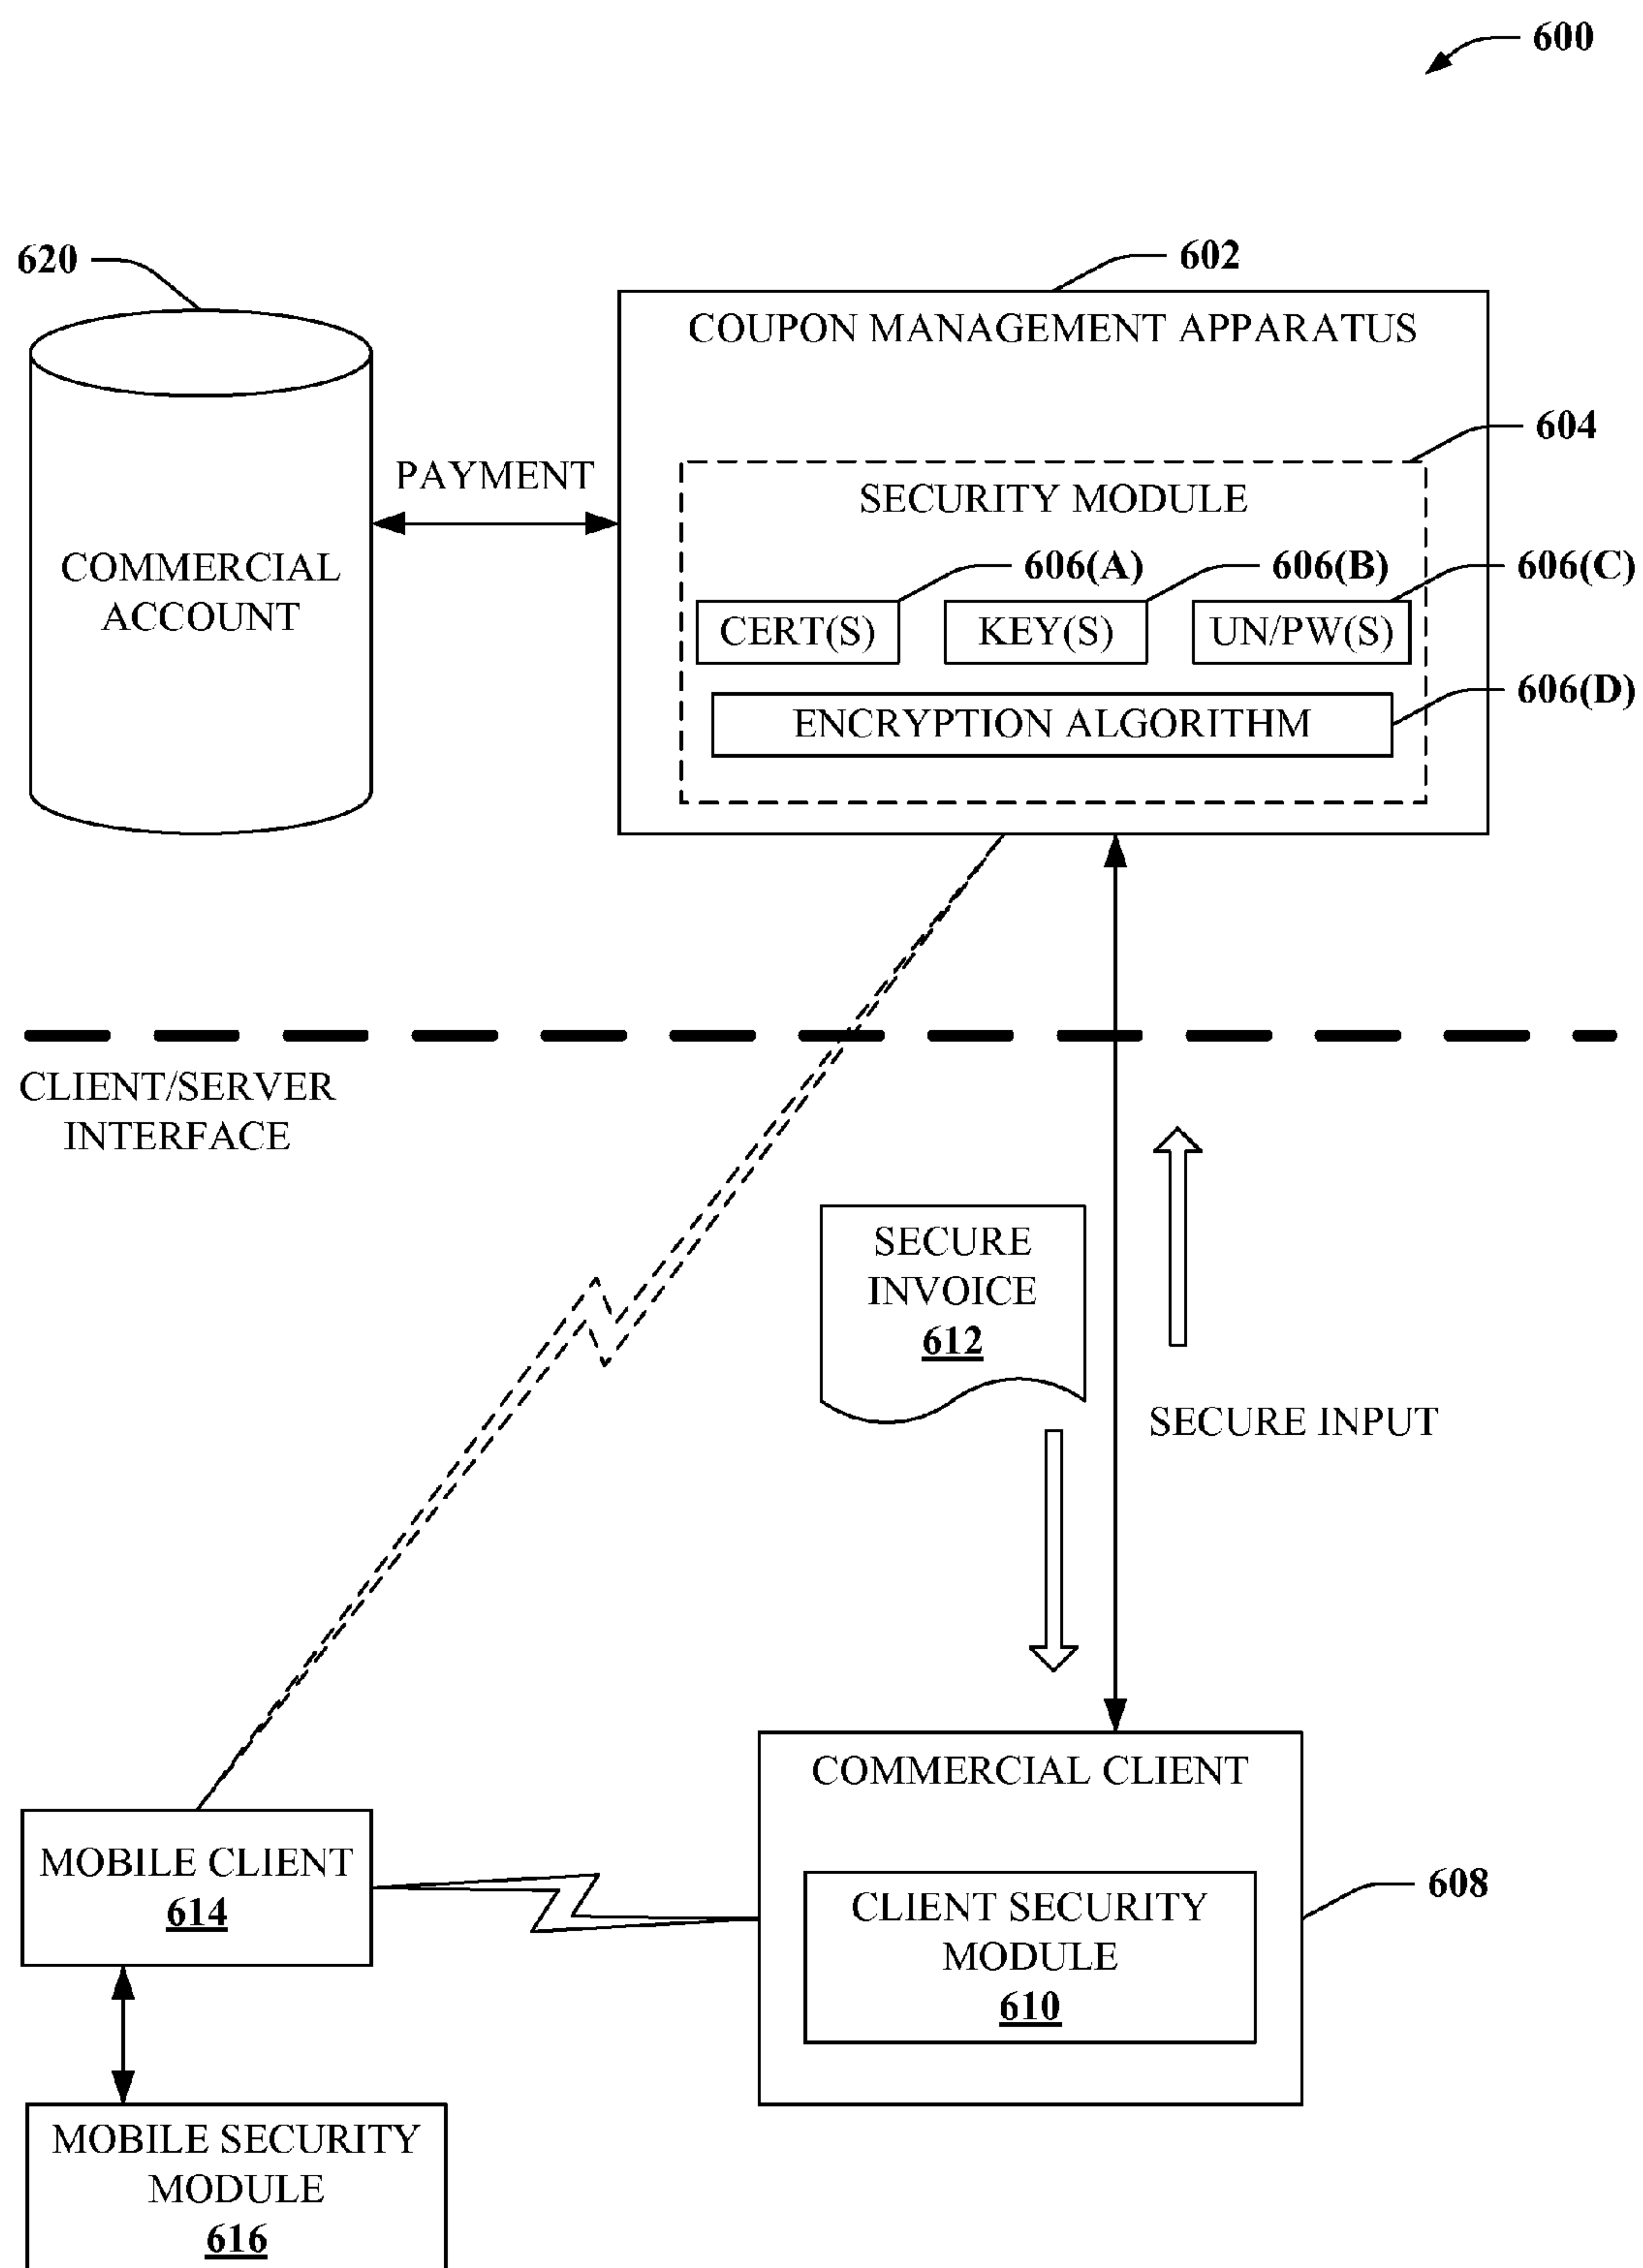 600
620
602
COUPON MANAGEMENT APPARATUS
604
PAYMENT
SECURITY MODULE
COMMERCIAL
ACCOUNT
606(A)
606(B)
606(C)
CERT(S)
KEY(S)
UN/PW(S)
606(D)
ENCRYPTION ALGORITHM
CLIENT/SERVER
INTERFACE
SECURE
INVOICE
612
SECURE INPUT
COMMERCIAL CLIENT
MOBILE CLIENT
614
608
CLIENT SECURITY
MODULE
610
MOBILE SECURITY
MODULE
616